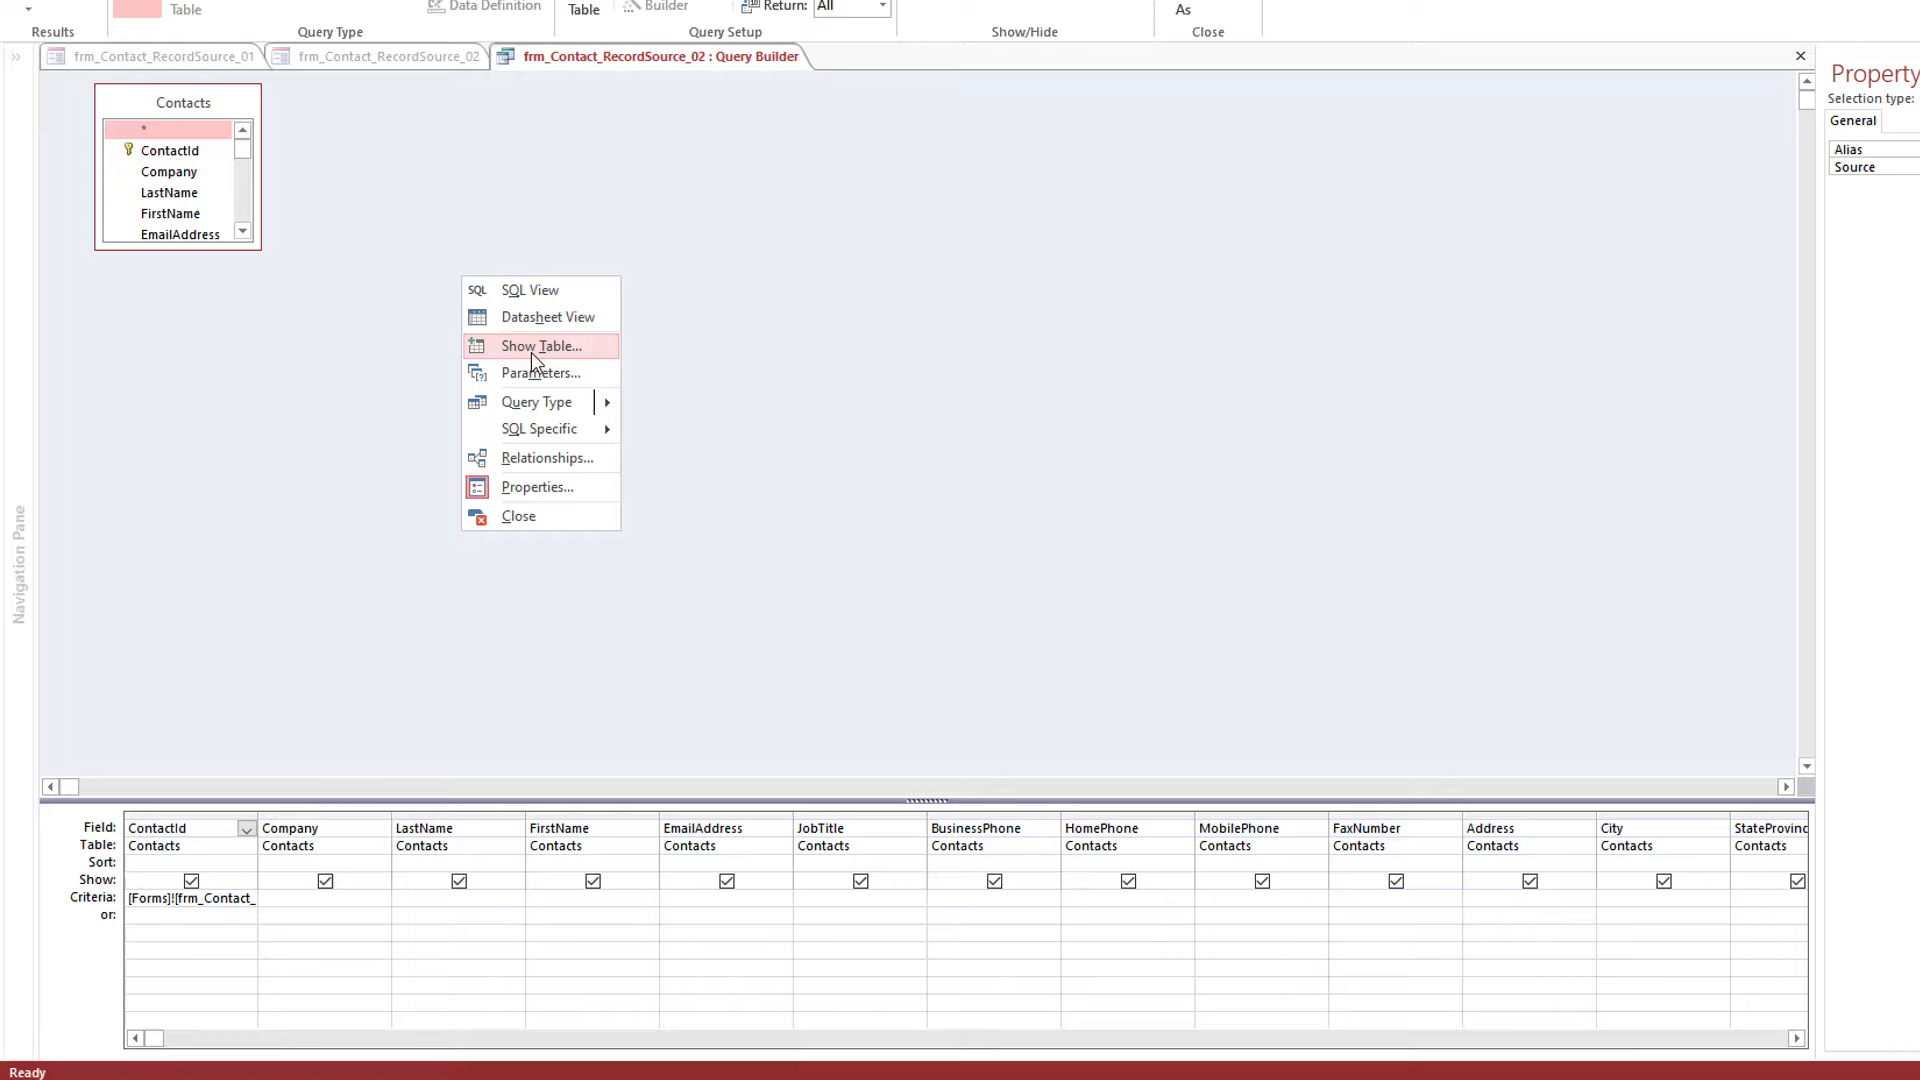 Table
Data Definition
Table
Builder
Return: All
As
Results
Query Type
Query Setup
Show/Hide
Close
frm_Contact_RecordSource_01
frm_Contact_RecordSource_02
frm_Contact_RecordSource_02 : Query Builder
Property
Selection type:
General
Alias
Source
Navigation Pane
Contacts
*
ContactId
Company
LastName
FirstName
EmailAddress
SQL SQL View
Datasheet View
Show Table...
Parameters...
Query Type
SQL Specific
Relationships...
Properties...
Close
Field: ContactId Company LastName FirstName EmailAddress JobTitle BusinessPhone HomePhone MobilePhone FaxNumber Address City StateProvinc
Table: Contacts Contacts Contacts Contacts Contacts Contacts Contacts Contacts Contacts Contacts Contacts Contacts Contacts
Sort:
Show:
Criteria: [Forms]![frm_Contact_
or:
Ready